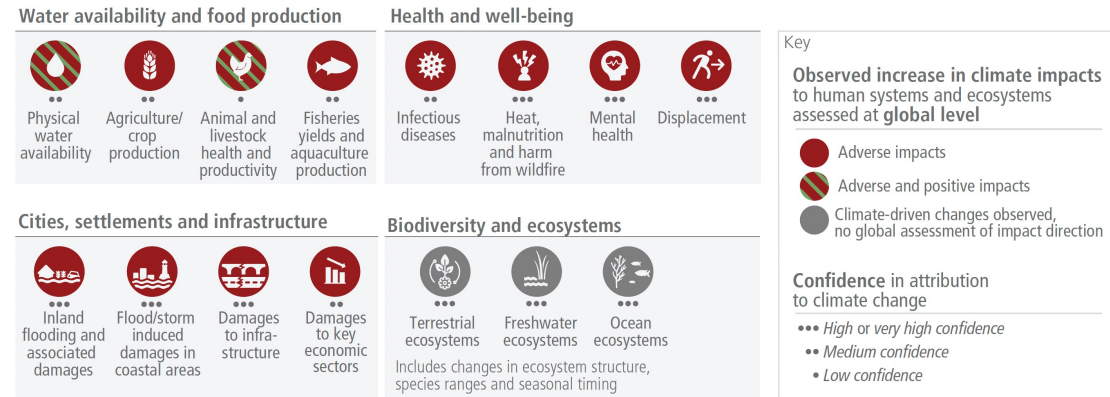 Water availability and food production
Physical
water
availability
Agriculture/
crop
production
Animal and
livestock
health and
productivity
Fisheries
yields and
aquaculture
production
Health and well-being
Infectious
diseases
Heat,
malnutrition
and harm
from wildfire
Mental
health
Displacement
Cities, settlements and infrastructure
Inland
flooding and
associated
damages
Flood/storm
induced
damages in
coastal areas
Damages
to infra-
structure
Damages
to key
economic
sectors
Biodiversity and ecosystems
Terrestrial
ecosystems
Freshwater
ecosystems
Ocean
ecosystems
Includes changes in ecosystem structure,
species ranges and seasonal timing
Key
Observed increase in climate impacts
to human systems and ecosystems
assessed at global level
Adverse impacts
Adverse and positive impacts
Climate-driven changes observed,
no global assessment of impact direction
Confidence in attribution
to climate change
••• High or very high confidence
•• Medium confidence
• Low confidence